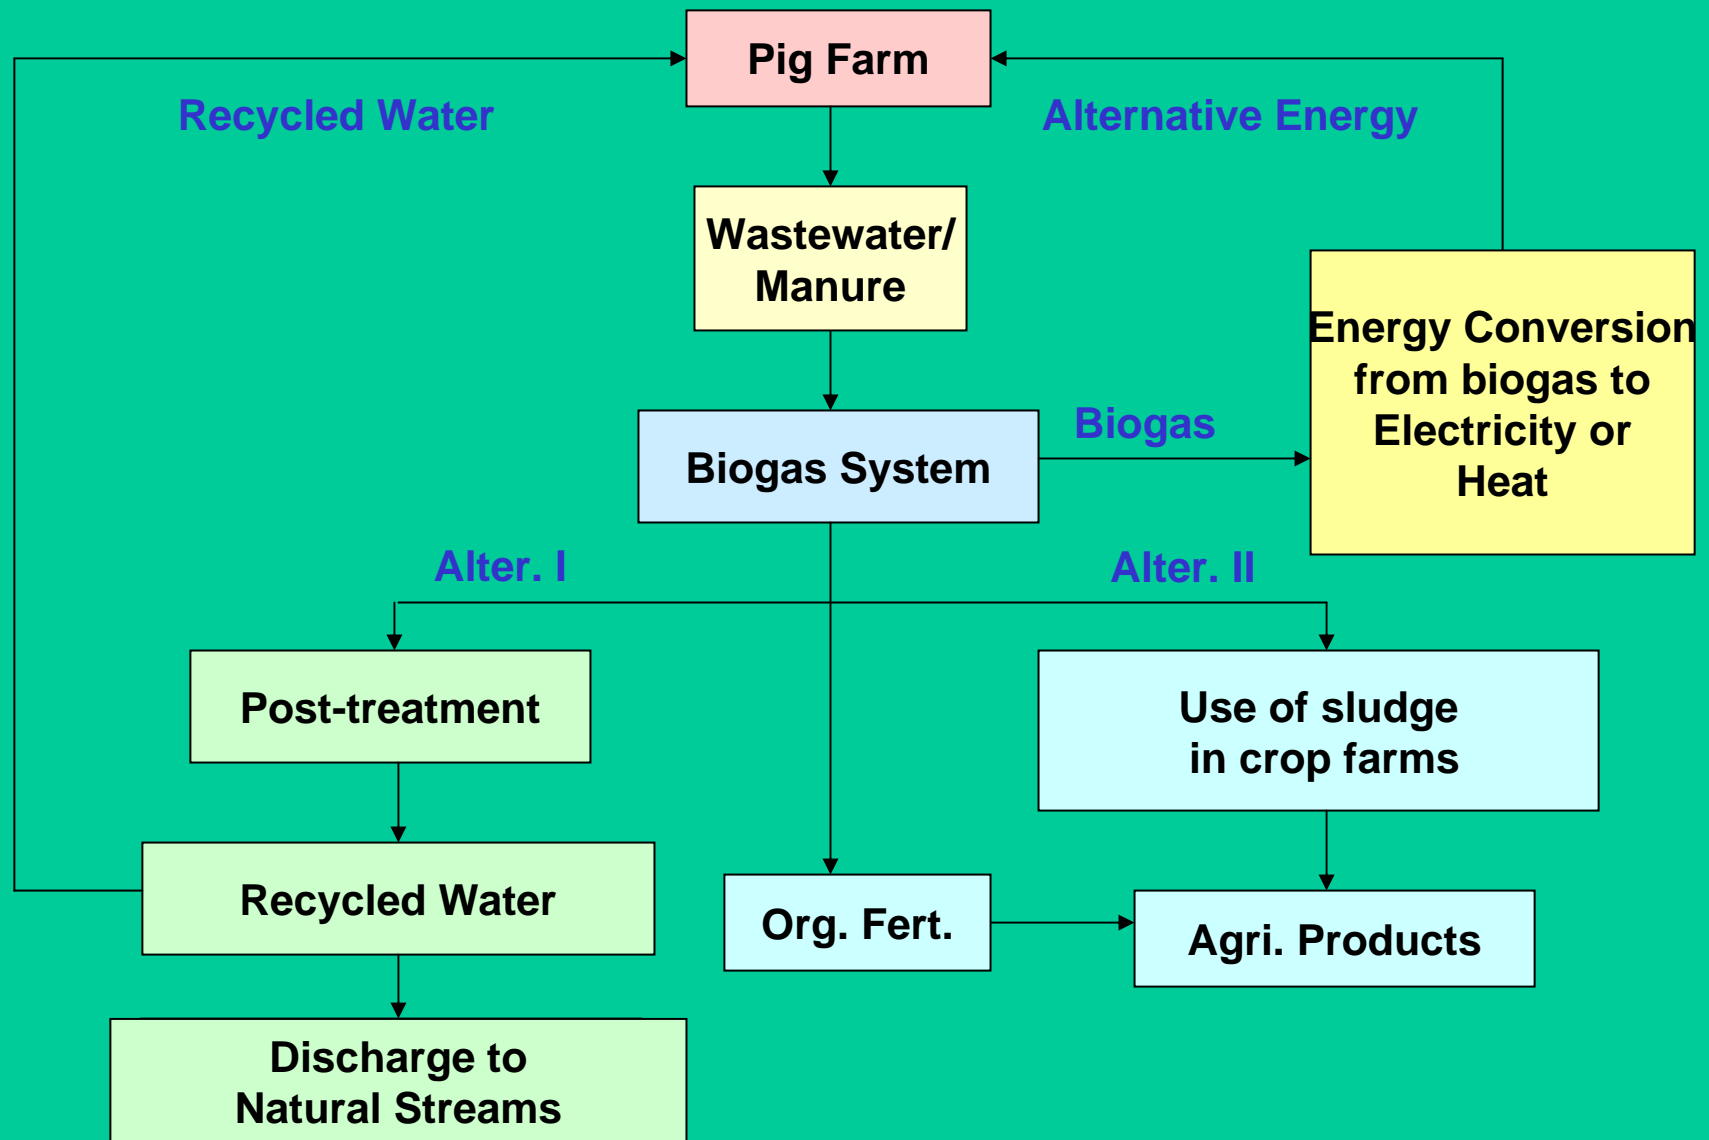 Pig Farm
Recycled Water
Alternative Energy
Wastewater/
Manure
Energy Conversion
from biogas to
Electricity or
Heat
Biogas
Biogas System
Alter. I
Alter. II
Post-treatment
Use of sludge
in crop farms
Recycled Water
Org. Fert.
Agri. Products
Discharge to
Natural Streams